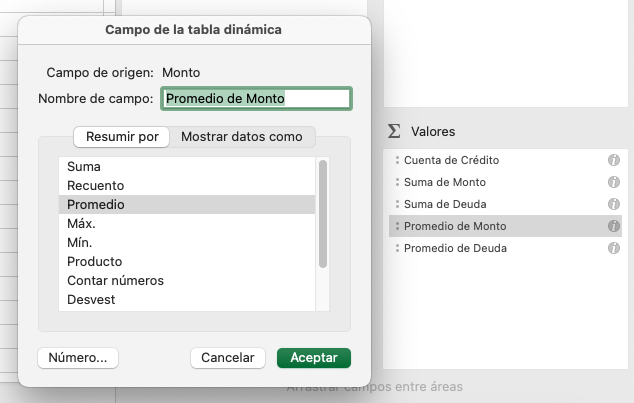 Campo de la tabla dinámica
Campo de origen: Monto
Nombre de campo: Promedio de Monto
Resumir por Mostrar datos como
Suma
Recuento
Promedio
Máx.
Mín.
Producto
Contar números
Desvest
Número... Cancelar Aceptar
Σ Valores
Cuenta de Crédito
Suma de Monto
Suma de Deuda
Promedio de Monto
Promedio de Deuda
Arrastrar campos entre áreas